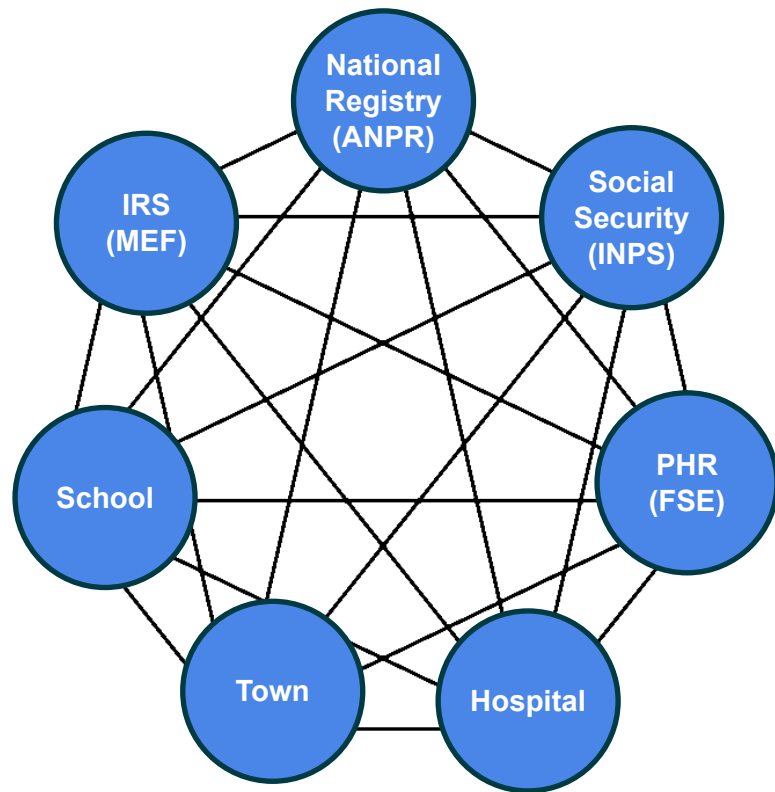 National
Registry
(ANPR)
IRS
(MEF)
Social
Security
(INPS)
School
PHR
(FSE)
Town
Hospital